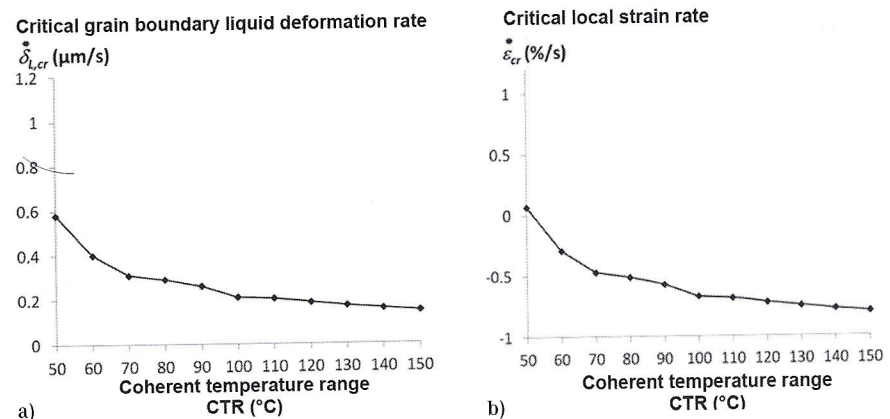 Critical grain boundary liquid deformation rate
δ̇L,cr (μm/s)
1.2
1
0.8
0.6
0.4
0.2
0
50 60 70 80 90 100 110 120 130 140 150
Coherent temperature range
CTR (°C)
a)
Critical local strain rate
ε̇cr (%/s)
1
0.5
0
-0.5
-1
50 60 70 80 90 100 110 120 130 140 150
Coherent temperature range
CTR (°C)
b)